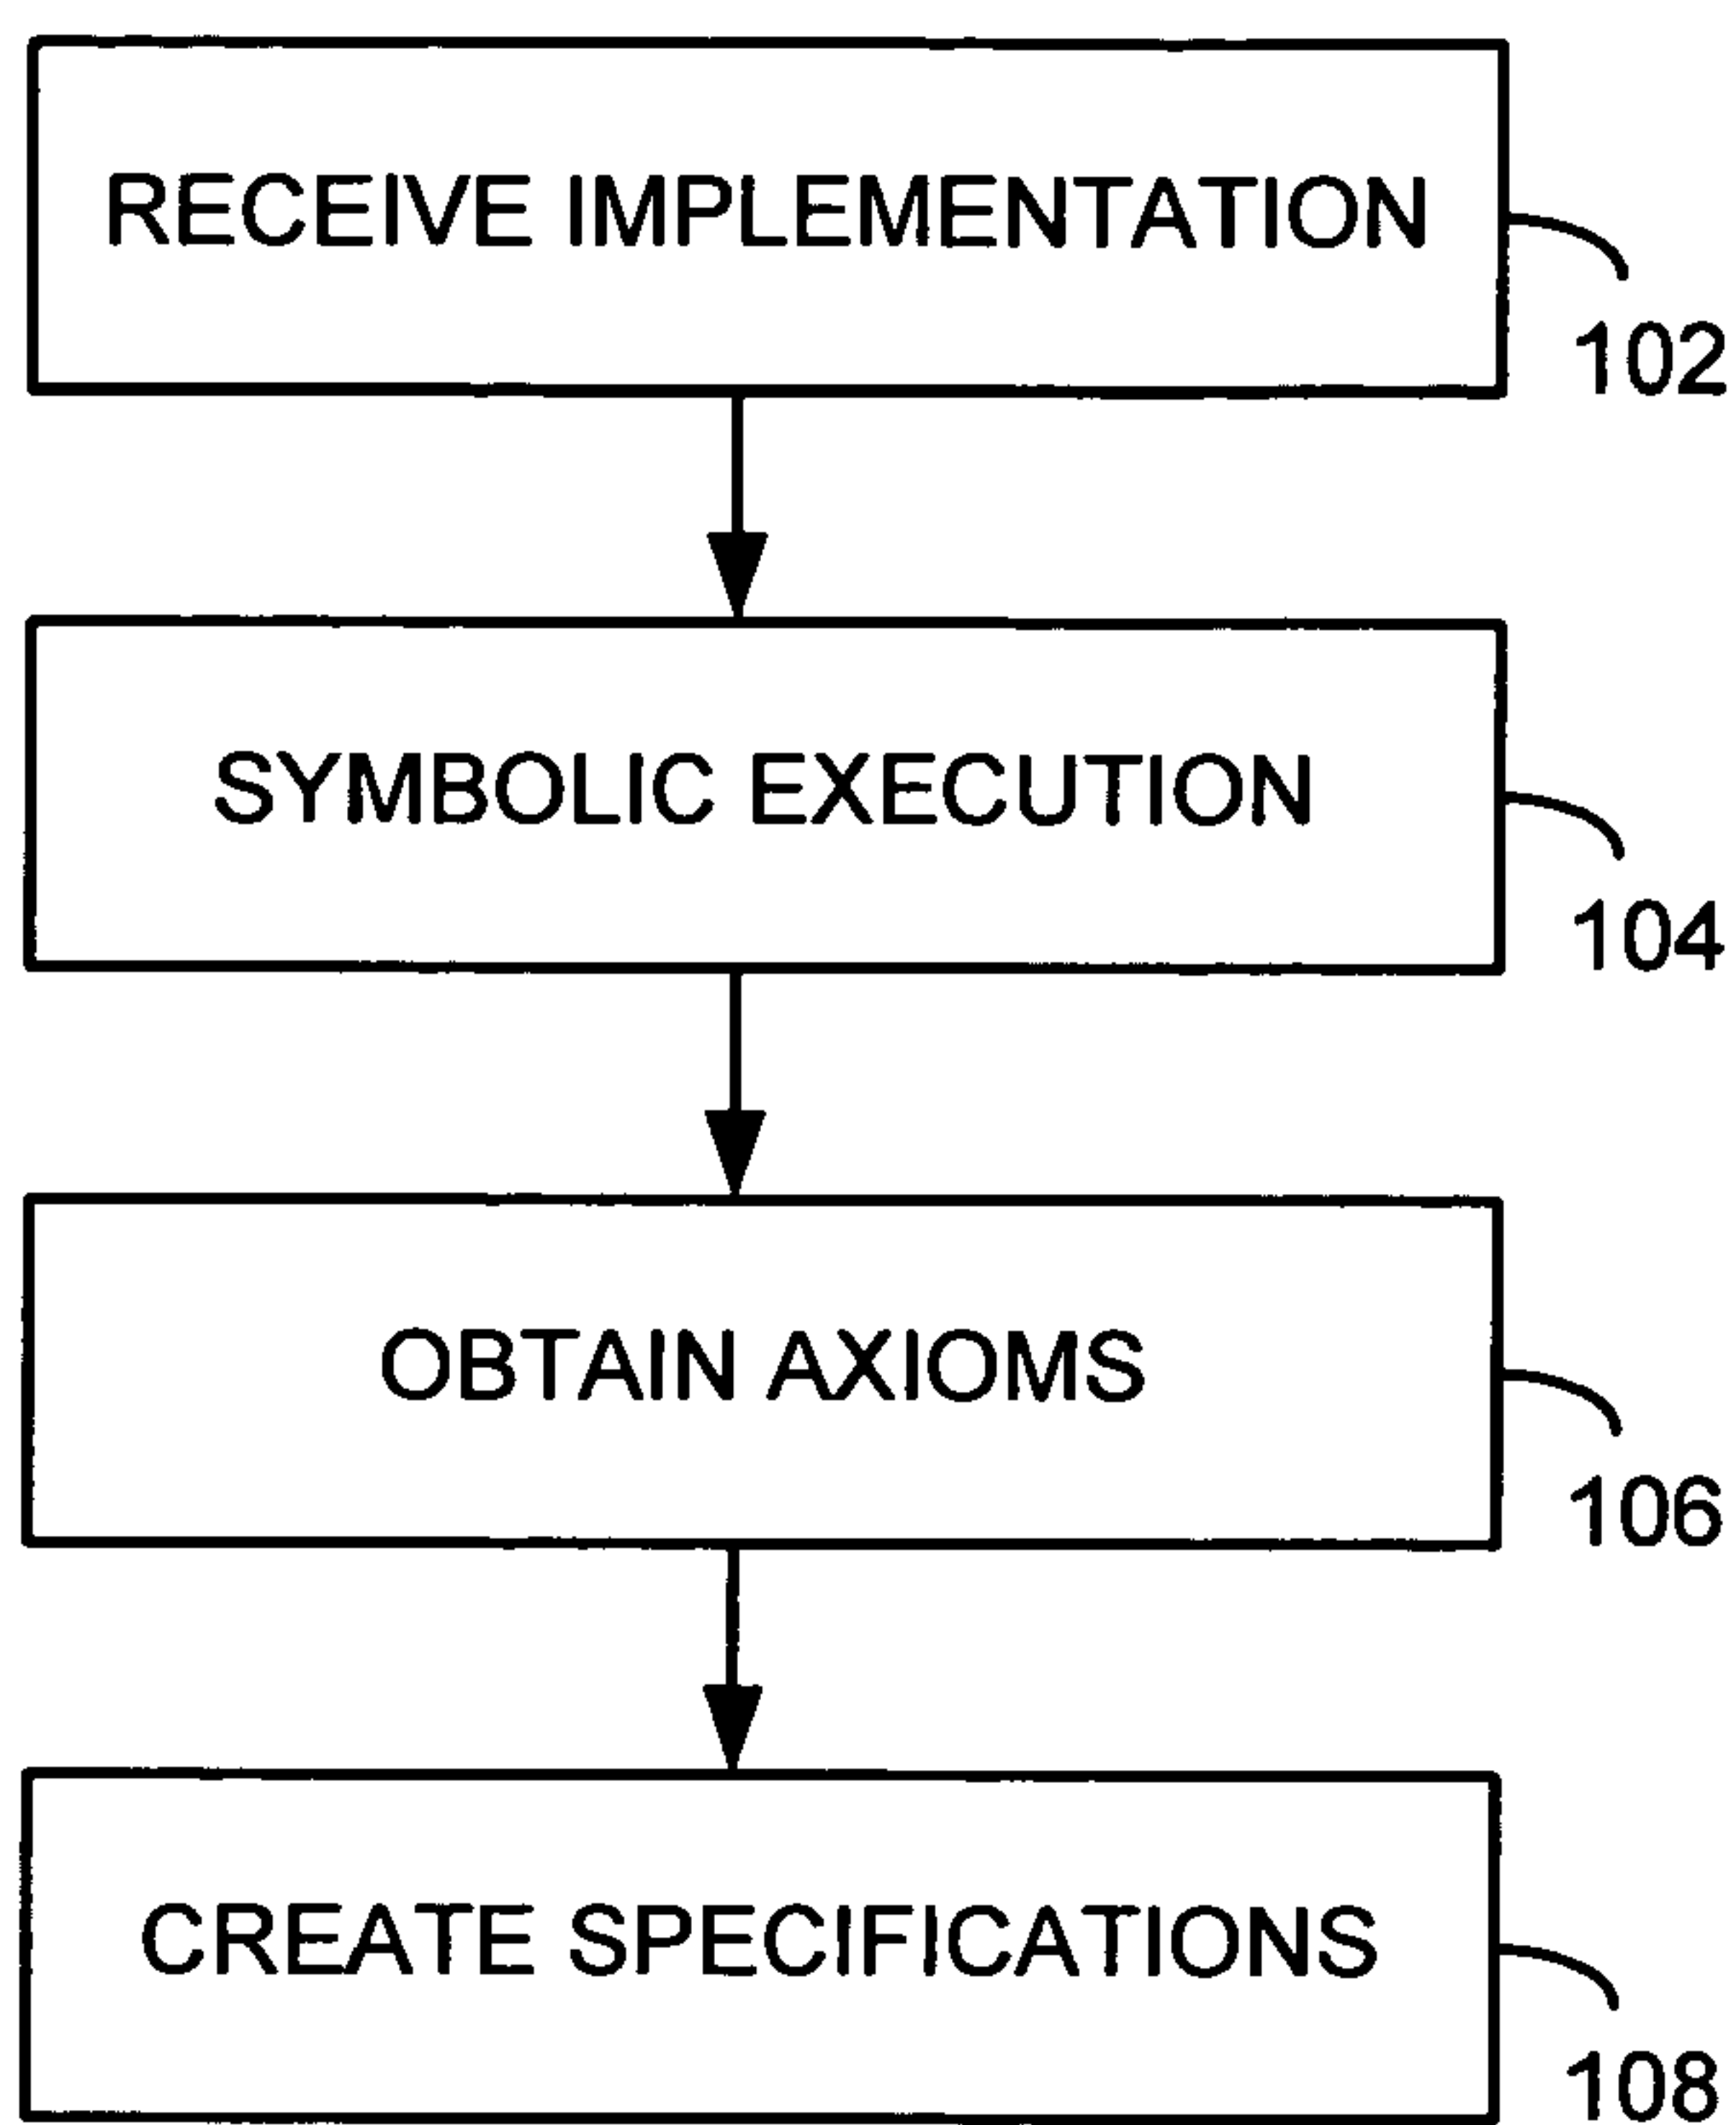 RECEIVE IMPLEMENTATION
102
SYMBOLIC EXECUTION
104
OBTAIN AXIOMS
106
CREATE SPECIFICATIONS
108